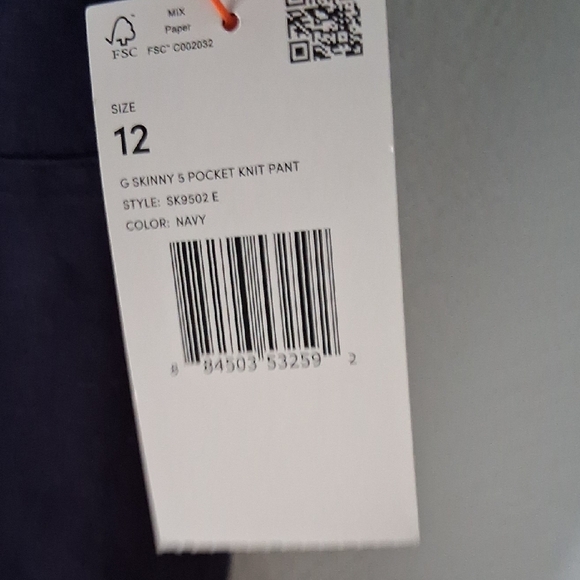 MIX
Paper
FSC
FSC™ C002032
SIZE
12
G SKINNY 5 POCKET KNIT PANT
STYLE: SK9502 E
COLOR: NAVY
8 84503 53259 2